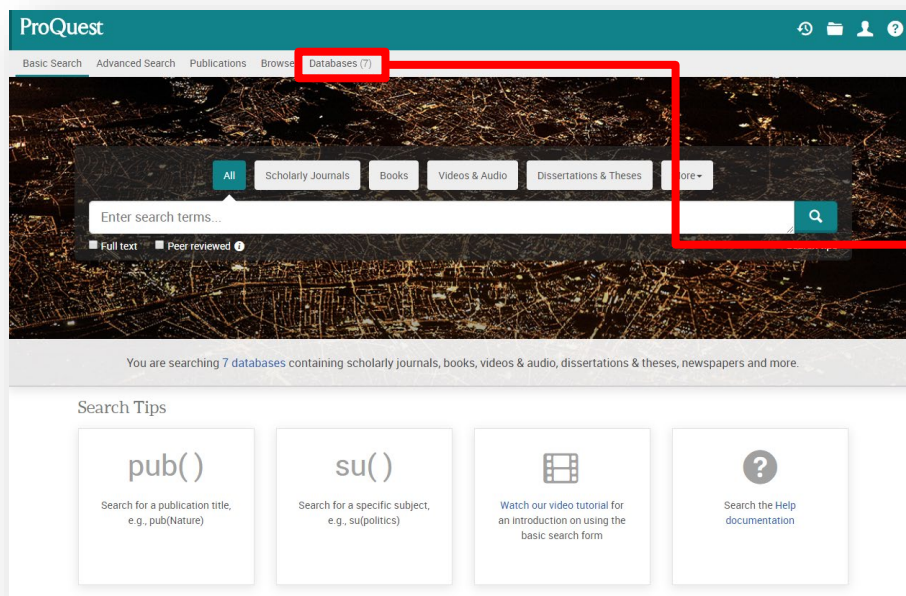 ProQuest
Basic Search Advanced Search Publications Browse Databases (7)
All Scholarly Journals Books Videos & Audio Dissertations & Theses
Enter search terms...
Full text Peer reviewed
You are searching 7 databases containing scholarly journals, books, videos & audio, dissertations & theses, newspapers and more.
Search Tips
pub( ) su( )
Search for a publication title,
e.g., pub(Nature)
Search for a specific subject,
e.g., su(politics)
Watch our video tutorial for
an introduction on using the
basic search form
Search the Help
documentation